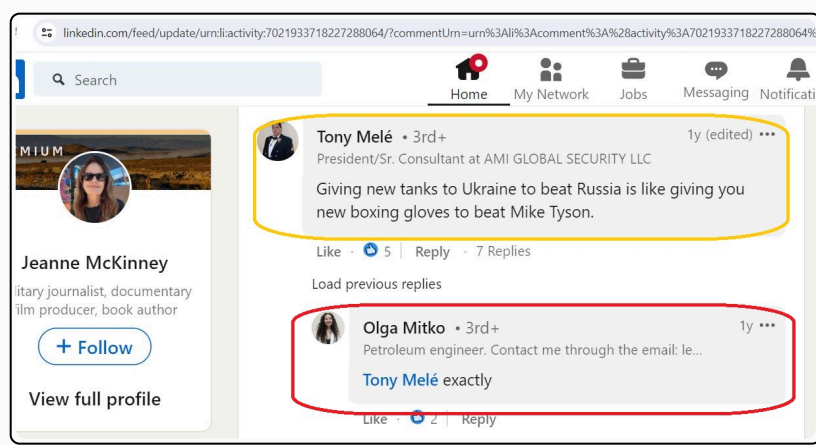 linkedin.com/feed/update/urn:li:activity:7021933718227288064/?commentUrn=urn%3Ali%3Acomment%3A%28activity%3A7021933718227288064%
Search
Home
My Network
Jobs
Messaging
Notificati
Tony Melé • 3rd+
1y (edited) •••
President/Sr. Consultant at AMI GLOBAL SECURITY LLC
Giving new tanks to Ukraine to beat Russia is like giving you
new boxing gloves to beat Mike Tyson.
Like · 5 | Reply · 7 Replies
Load previous replies
Olga Mitko • 3rd+
1y •••
Petroleum engineer. Contact me through the email: le...
Tony Melé exactly
Like · 2 | Reply
MIUM
Jeanne McKinney
litary journalist, documentary
film producer, book author
+ Follow
View full profile